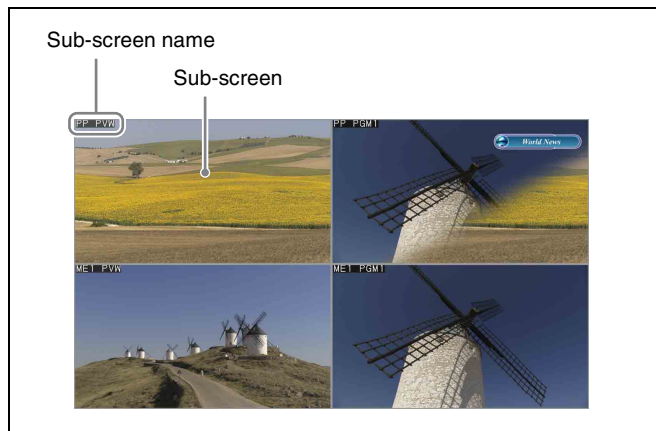 Sub-screen name
Sub-screen
PP PVW
PP PGM1
World News
ME1 PVW
ME1 PGM1